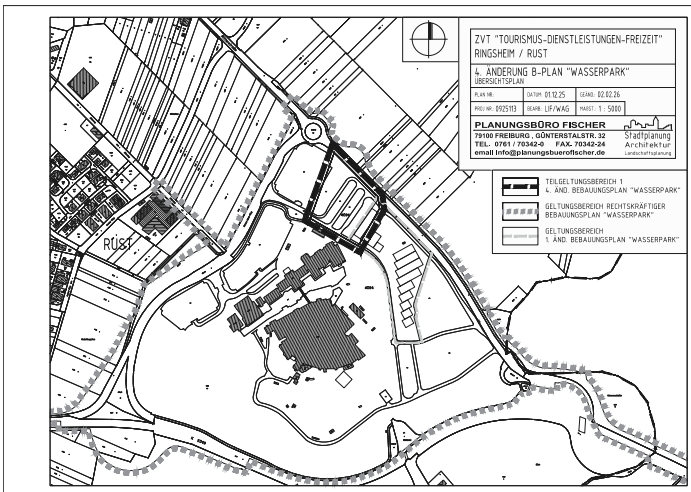 ZVT "TOURISMUS-DIENSTLEISTUNGEN-FREIZEIT"
RINGSHEIM / RUST
4. ÄNDERUNG B-PLAN "WASSERPARK"
ÜBERSICHTSPLAN
PLAN NR.: DATUM: 01.12.25 GEÄND.: 02.02.26
PROJ.NR.: 0925113 BEARB.: LIF/WAG MAßST.: 1 : 5000
PLANUNGSBÜRO FISCHER
79100 FREIBURG , GÜNTERSTALSTR. 32
TEL. 0761 / 70342-0 FAX. 70342-24
email info@planungsbuerofischer.de
Stadtplanung
Architektur
Landschaftsplanung
TEILGELTUNGSBEREICH 1
4. ÄND. BEBAUUNGSPLAN "WASSERPARK"
GELTUNGSBEREICH RECHTSKRÄFTIGER
BEBAUUNGSPLAN "WASSERPARK"
GELTUNGSBEREICH
1. ÄND. BEBAUUNGSPLAN "WASSERPARK"
RUST